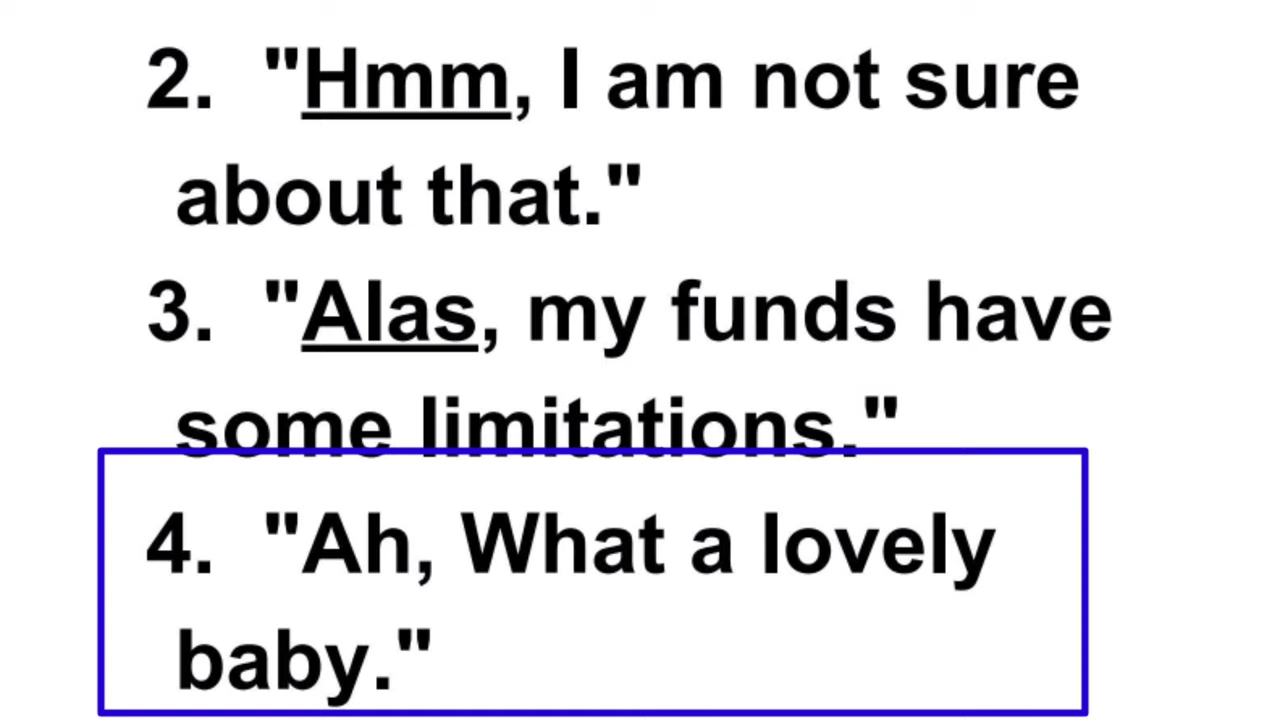 2. "Hmm, I am not sure
about that."
3. "Alas, my funds have
some limitations."
4. "Ah, What a lovely
baby."